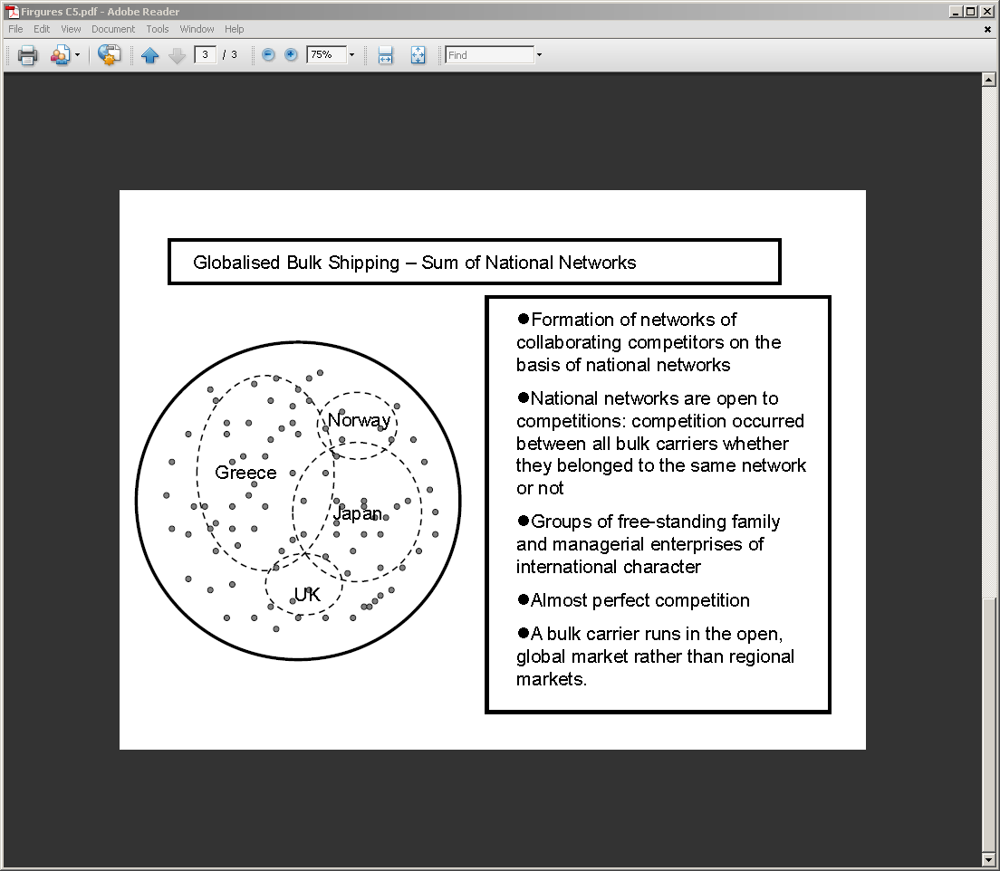 Firgures C5.pdf - Adobe Reader
File Edit View Document Tools Window Help
3 / 3 75% Find
Globalised Bulk Shipping – Sum of National Networks
●Formation of networks of
collaborating competitors on the
basis of national networks
●National networks are open to
competitions: competition occurred
between all bulk carriers whether
they belonged to the same network
or not
●Groups of free-standing family
and managerial enterprises of
international character
●Almost perfect competition
●A bulk carrier runs in the open,
global market rather than regional
markets.
Norway
Greece
Japan
UK